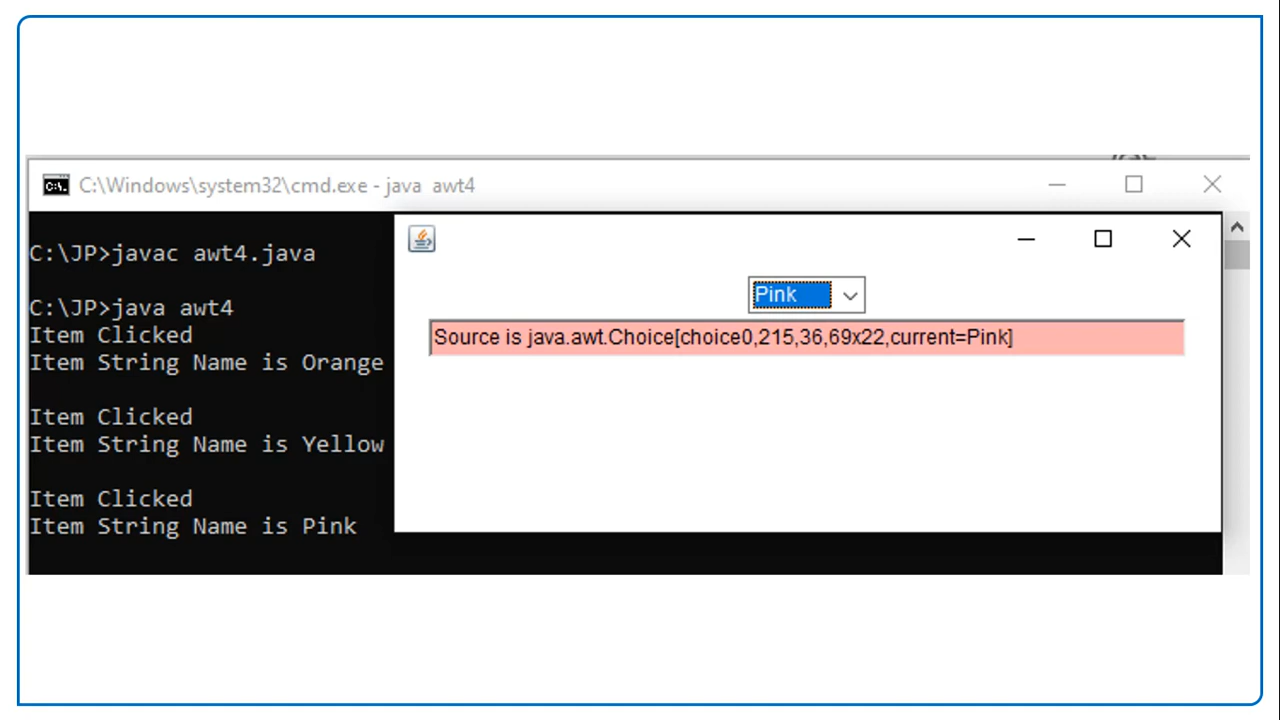 C:\Windows\system32\cmd.exe - java awt4
C:\JP>javac awt4.java
C:\JP>java awt4
Item Clicked
Item String Name is Orange
Item Clicked
Item String Name is Yellow
Item Clicked
Item String Name is Pink
Pink
Source is java.awt.Choice[choice0,215,36,69x22,current=Pink]